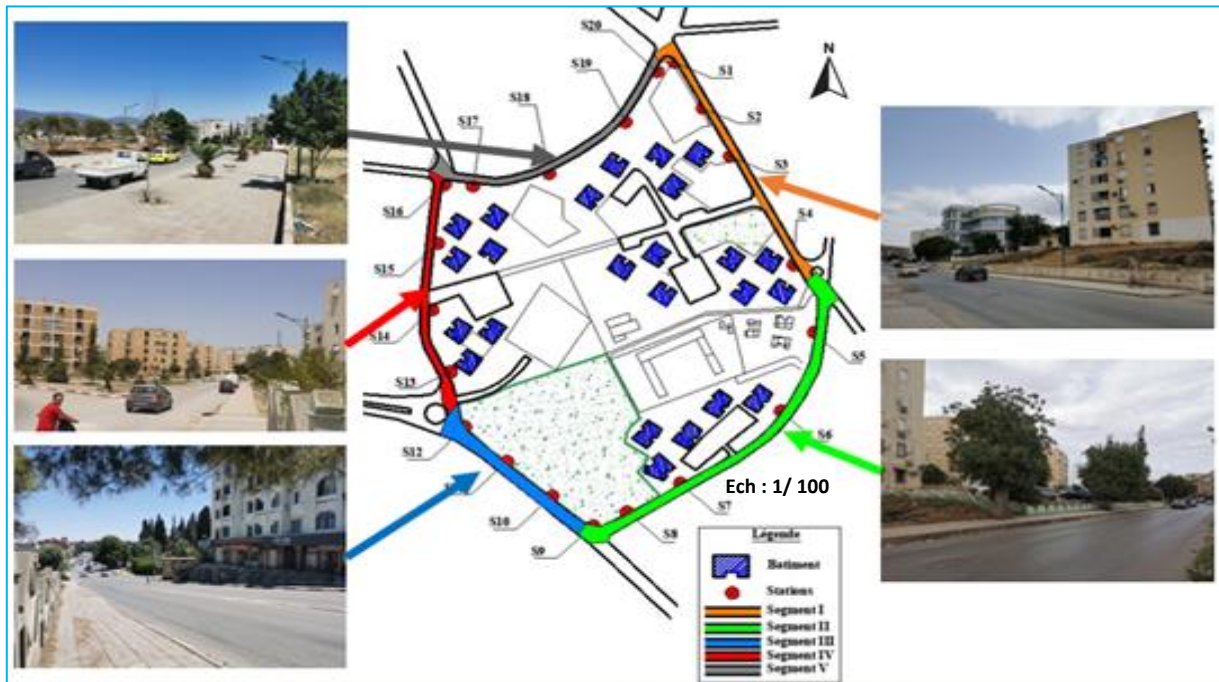 S20
N
S1
S19
S2
S18
S17
S3
S16
S4
S15
S14
S5
S13
S6
S12
Ech : 1/ 100
S10
S7
S8
S9
Légende
Batiment
Stations
Segment I
Segment II
Segment III
Segment IV
Segment V